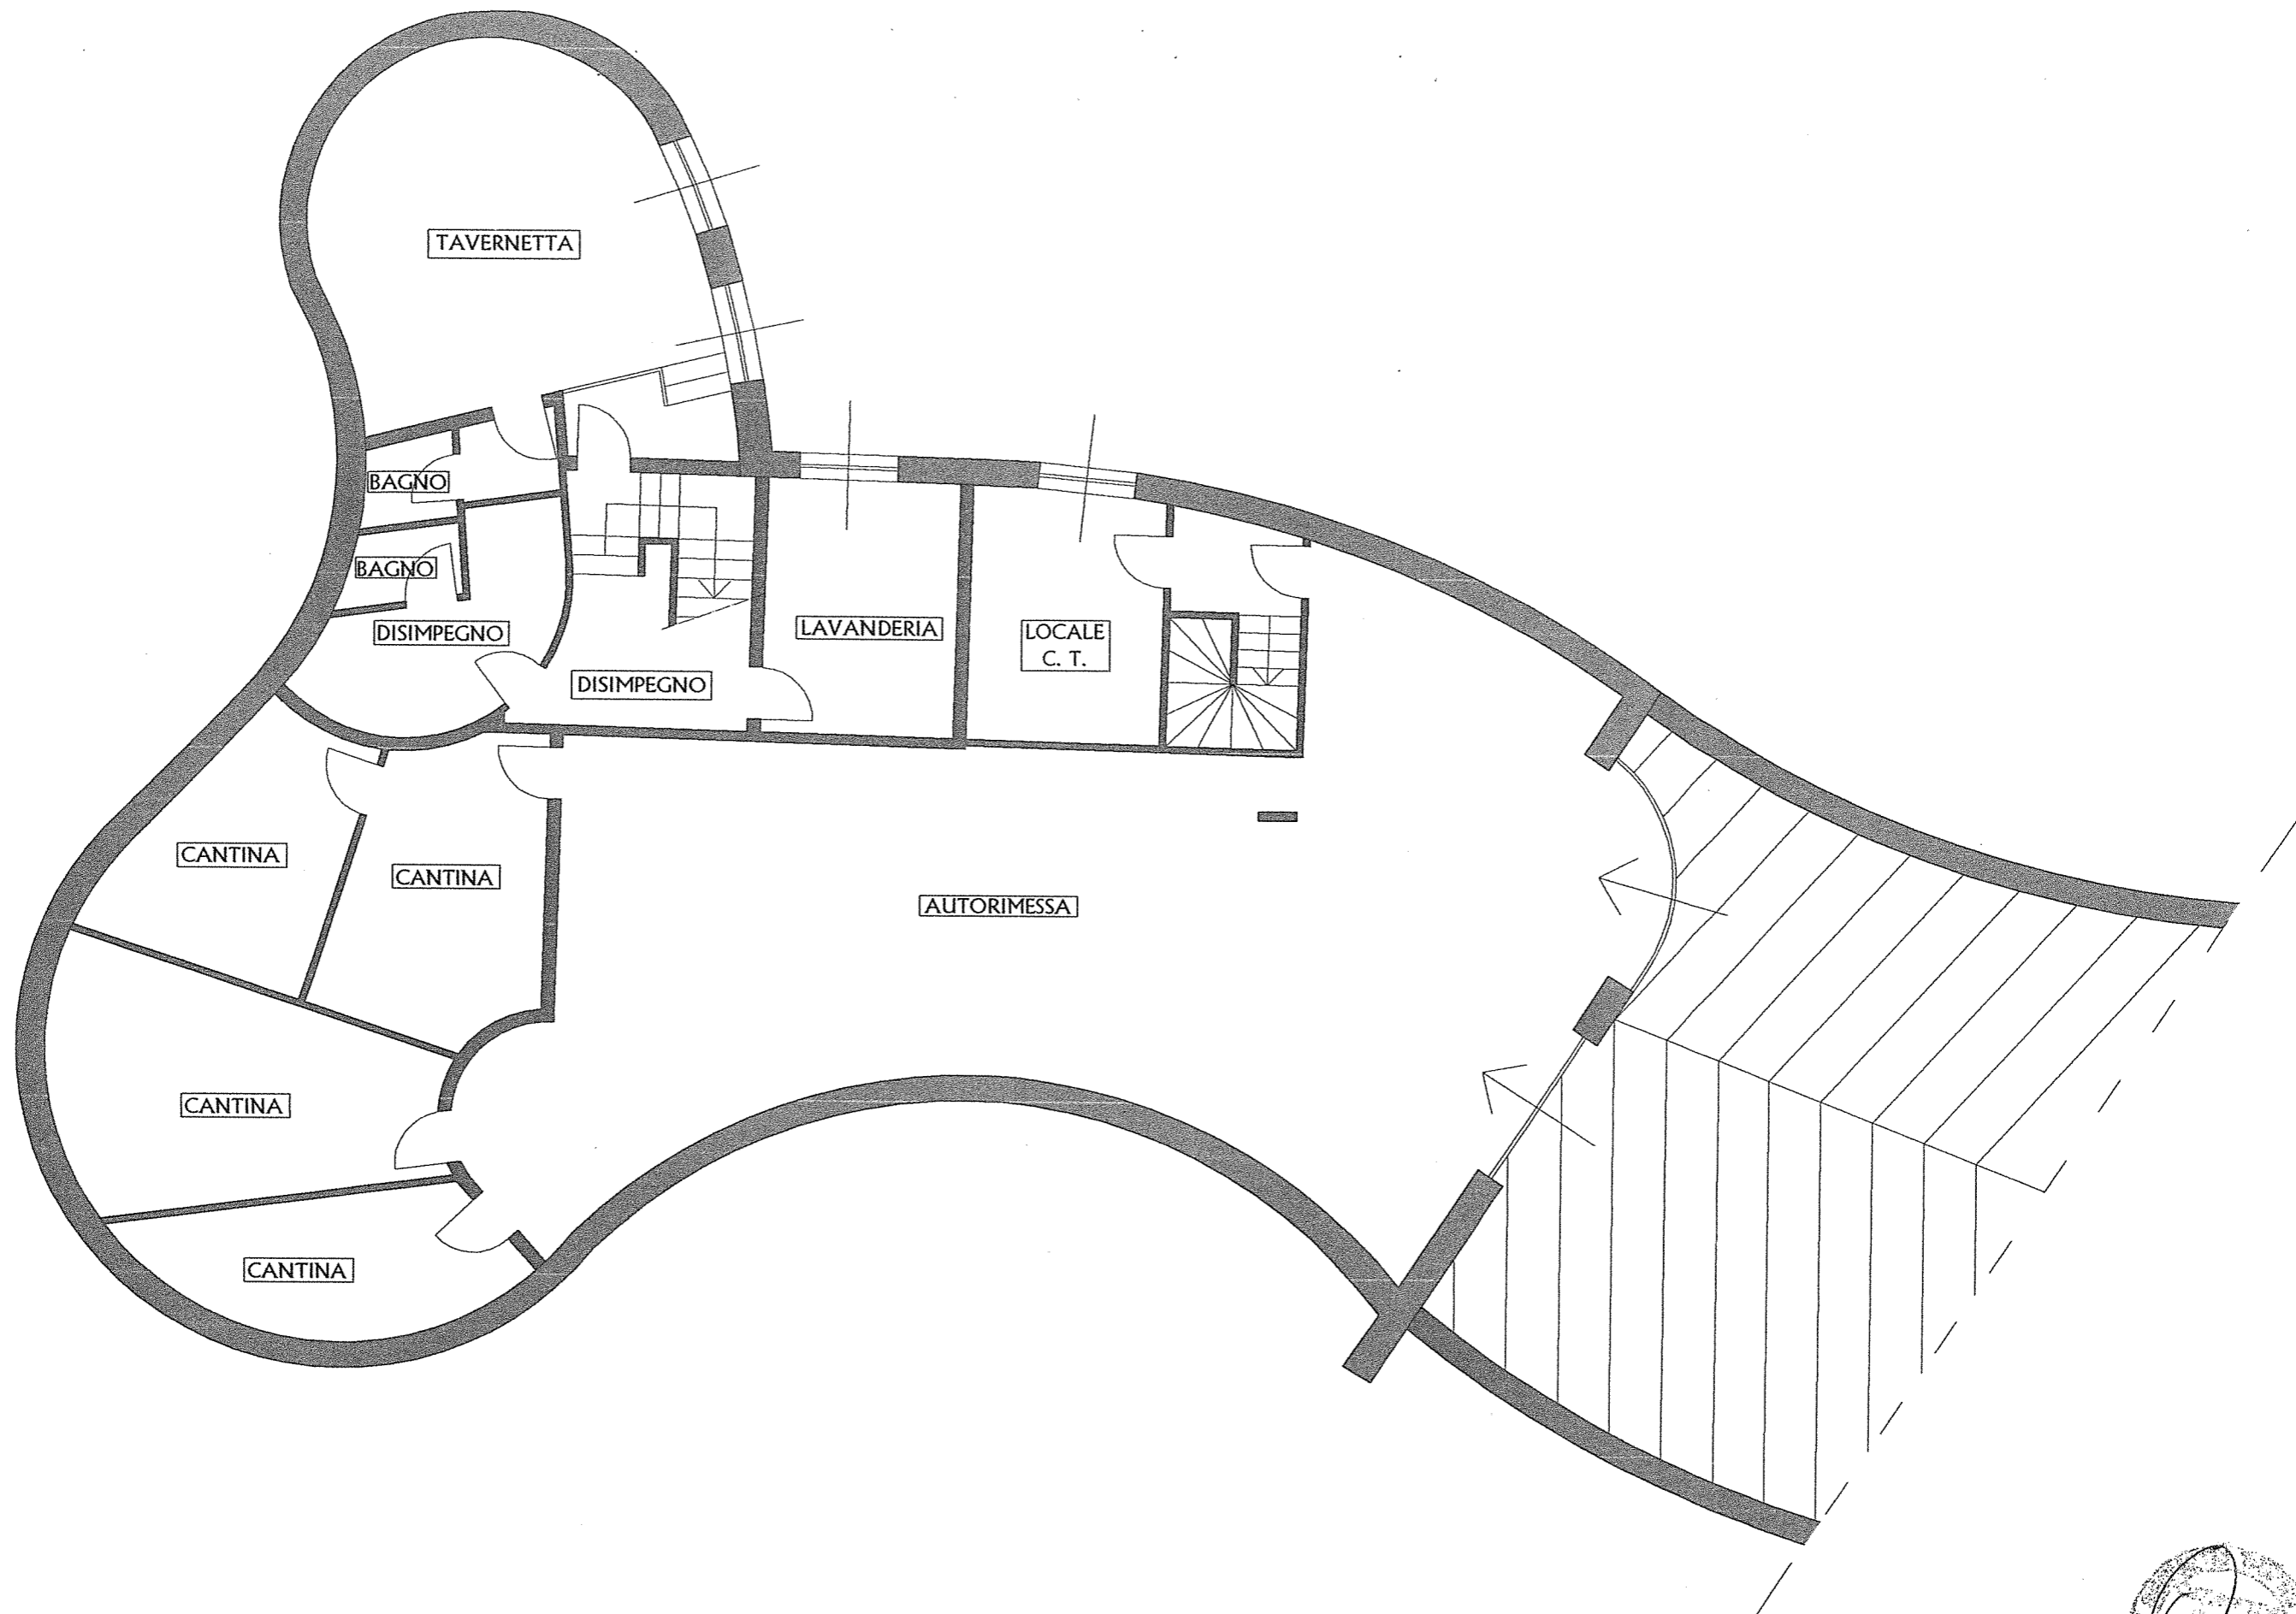 TAVERNETTA
BAGNO
BAGNO
DISIMPEGNO
DISIMPEGNO
LAVANDERIA
LOCALE
C. T.
CANTINA
CANTINA
AUTORIMESSA
CANTINA
CANTINA